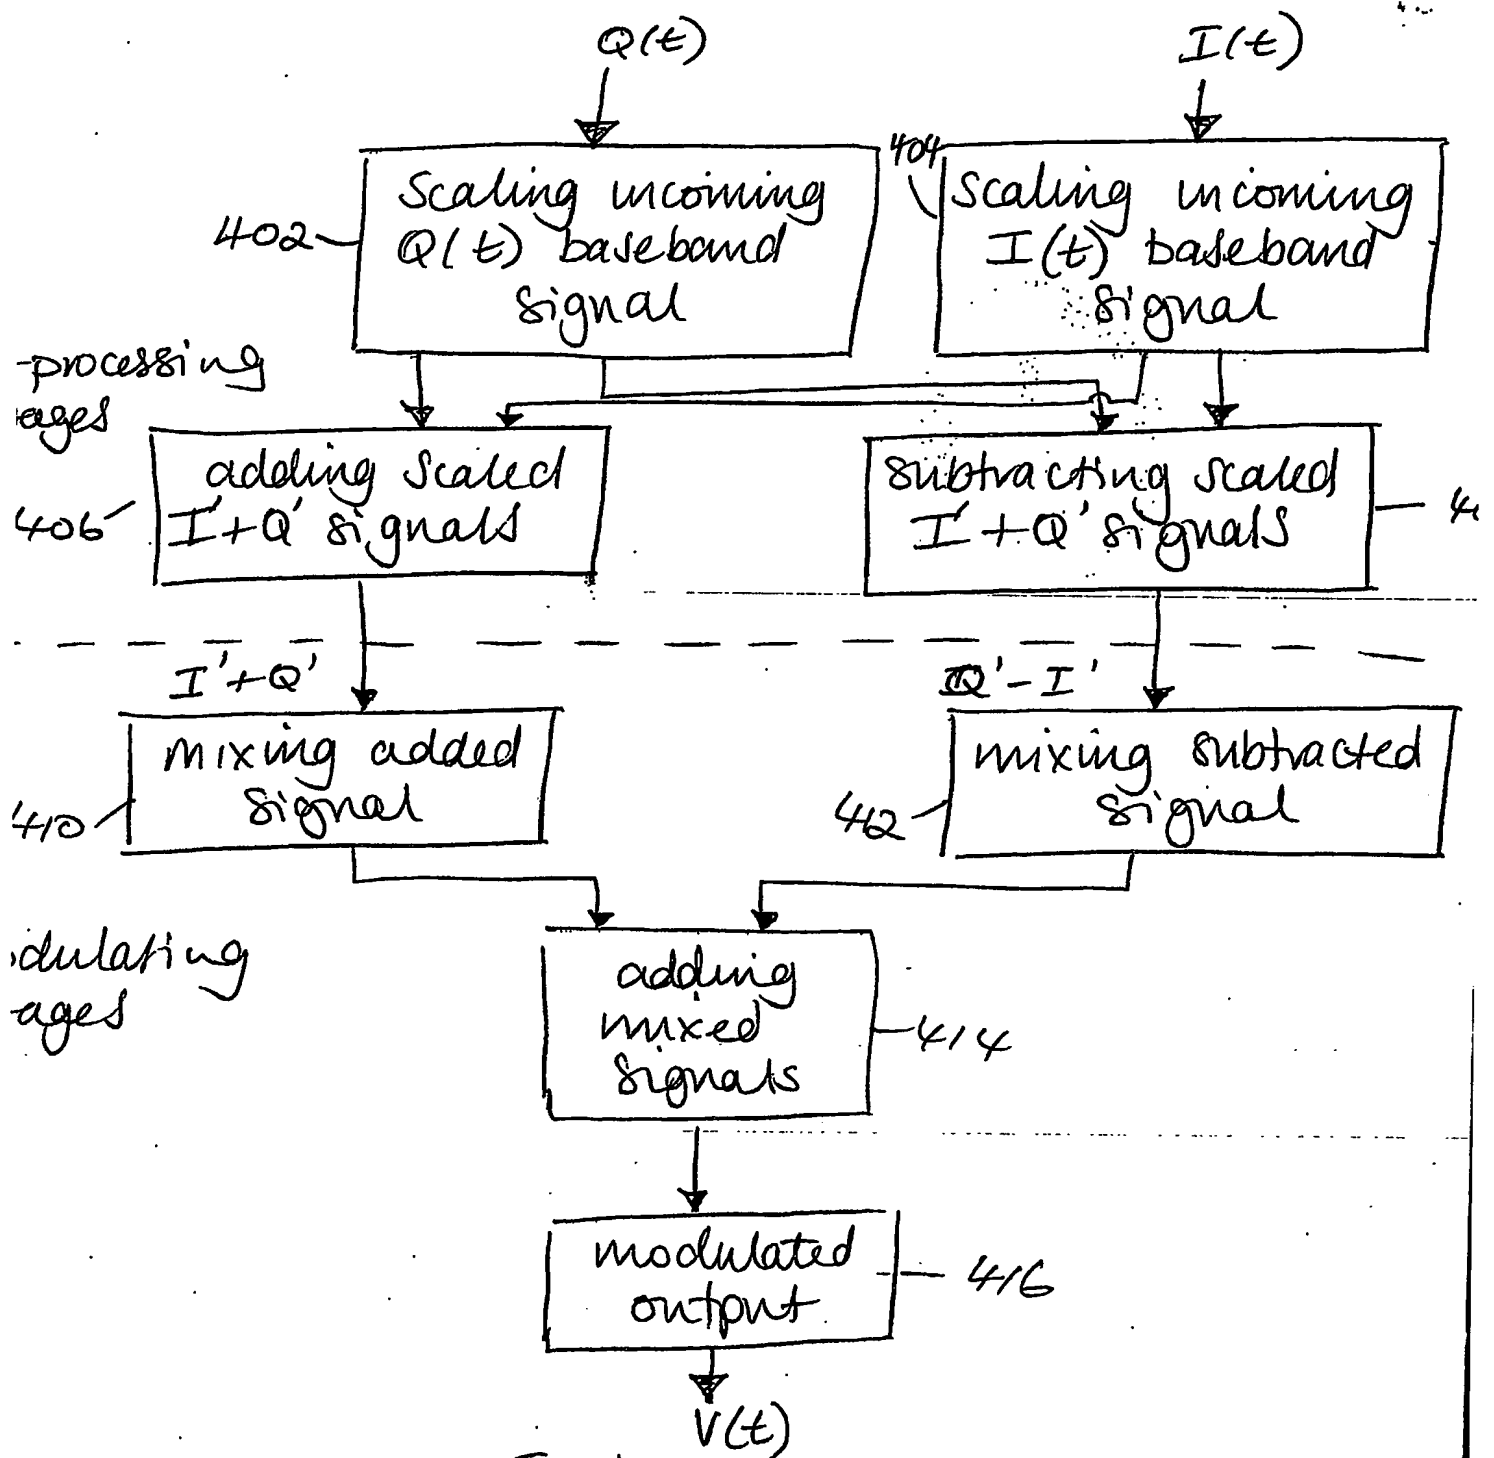 Q(t)
I(t)
404
scaling incoming
Q(t) baseband
signal
402
scaling incoming
I(t) baseband
signal
-processing
ages
adding scaled
I'+Q' signals
406
subtracting scaled
I'+Q' signals
I'+Q'
Q'-I'
mixing added
signal
410
mixing subtracted
signal
412
dulating
ages
adding
mixed
signals
414
modulated
output
416
V(t)